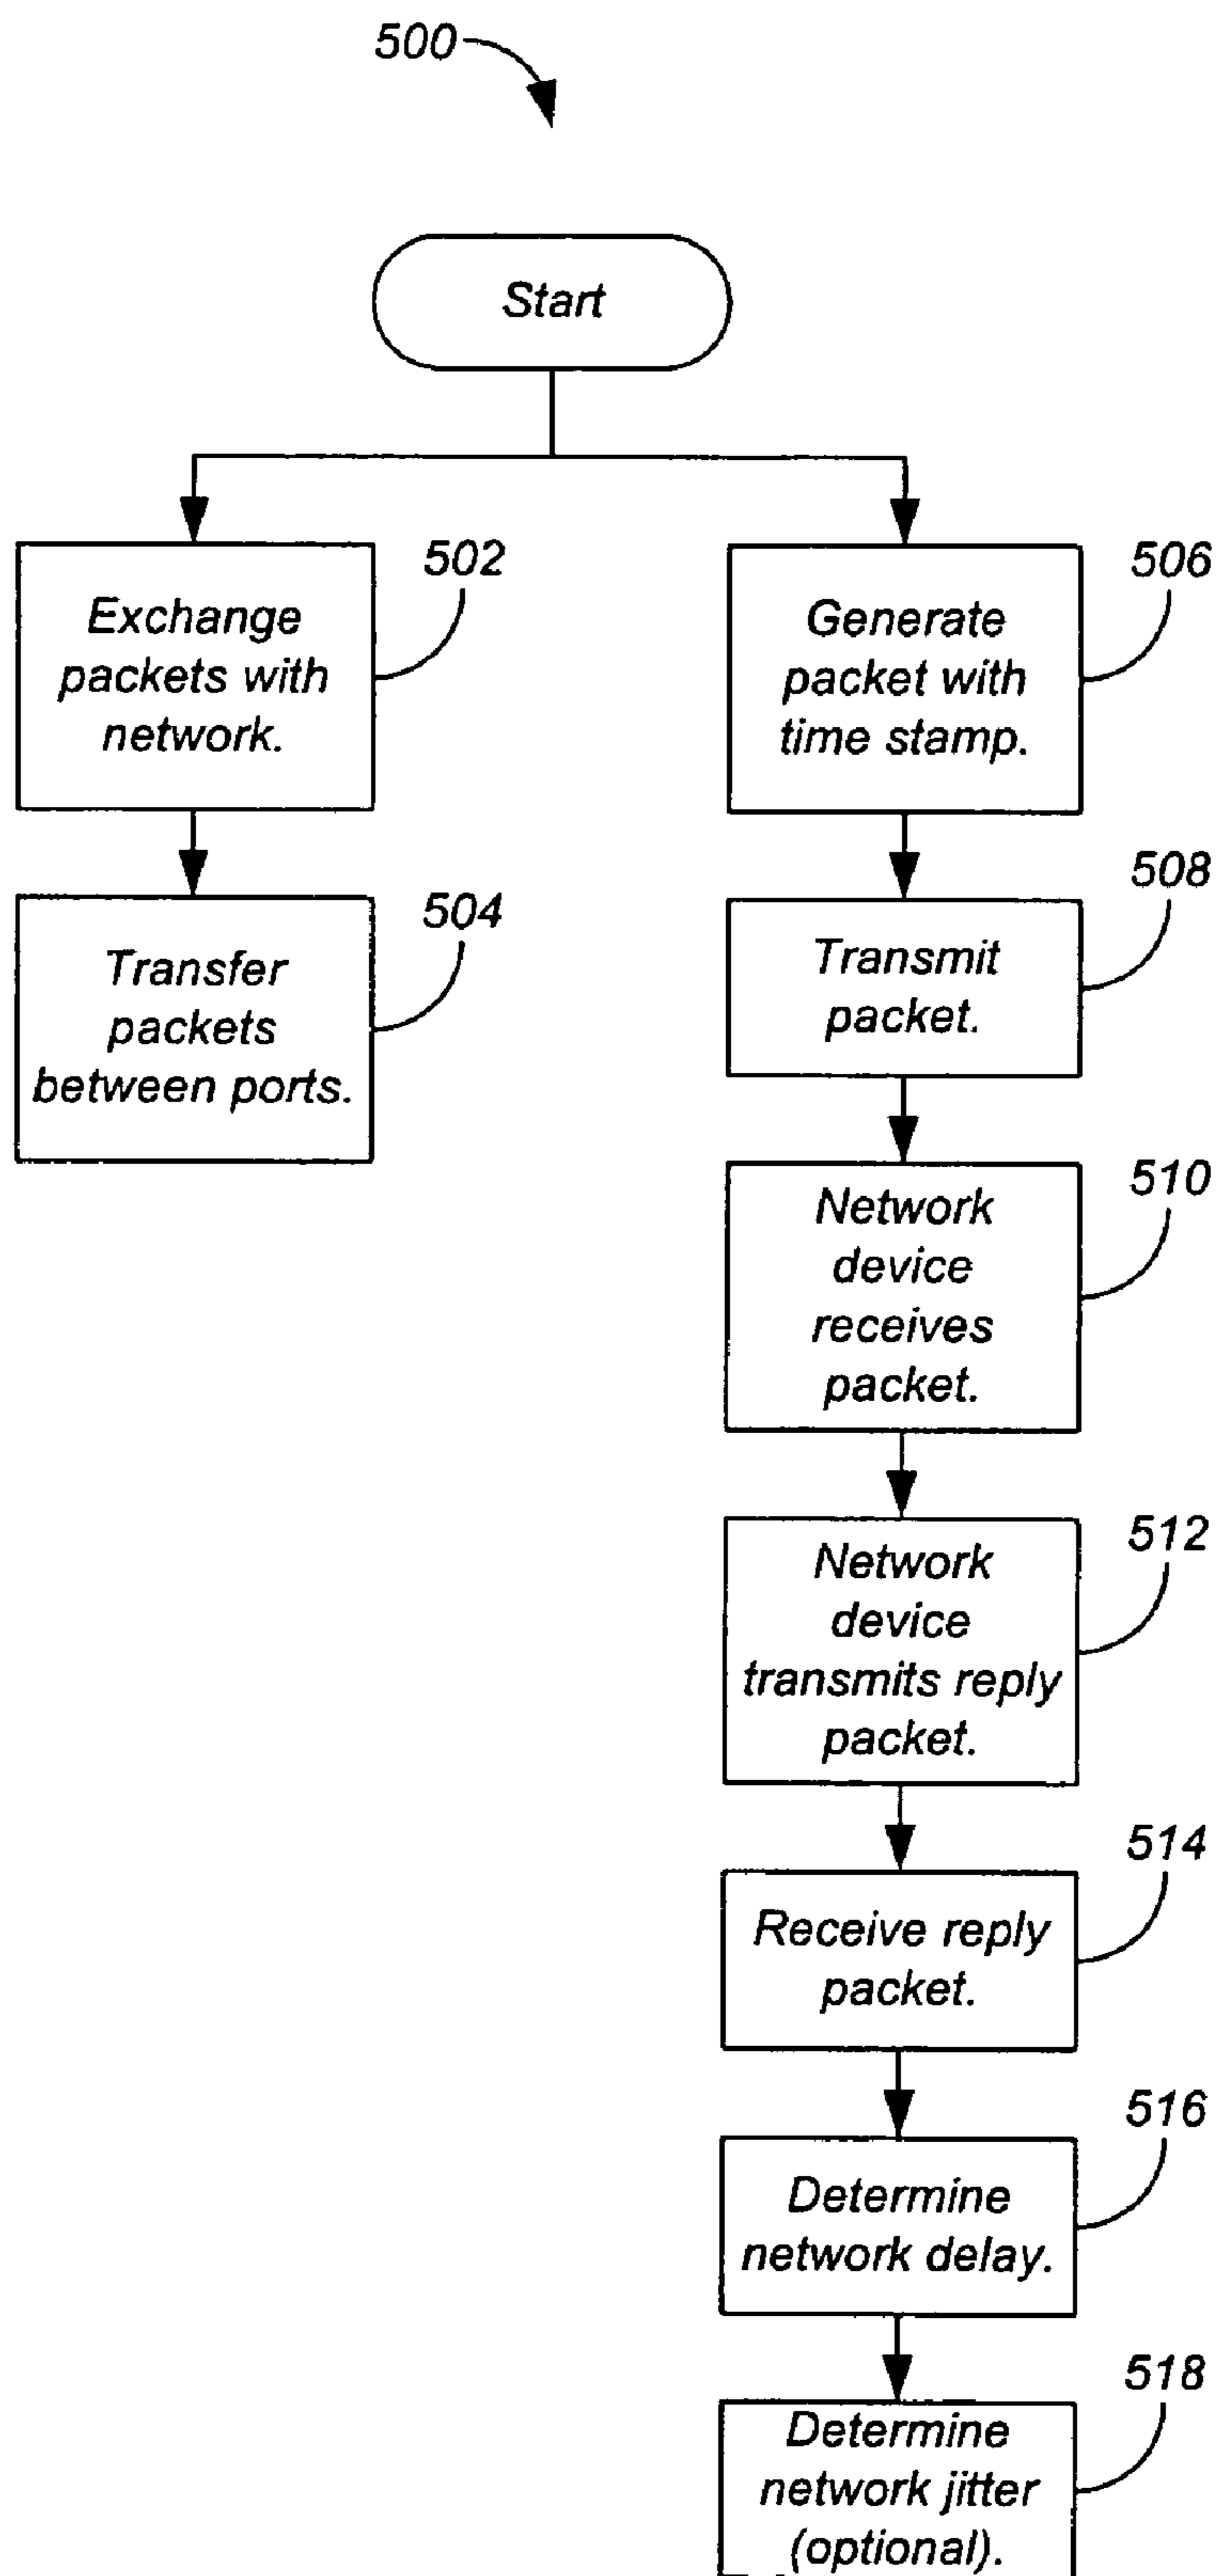 500
Start
502
Exchange
packets with
network.
504
Transfer
packets
between ports.
506
Generate
packet with
time stamp.
508
Transmit
packet.
510
Network
device
receives
packet.
512
Network
device
transmits reply
packet.
514
Receive reply
packet.
516
Determine
network delay.
518
Determine
network jitter
(optional).